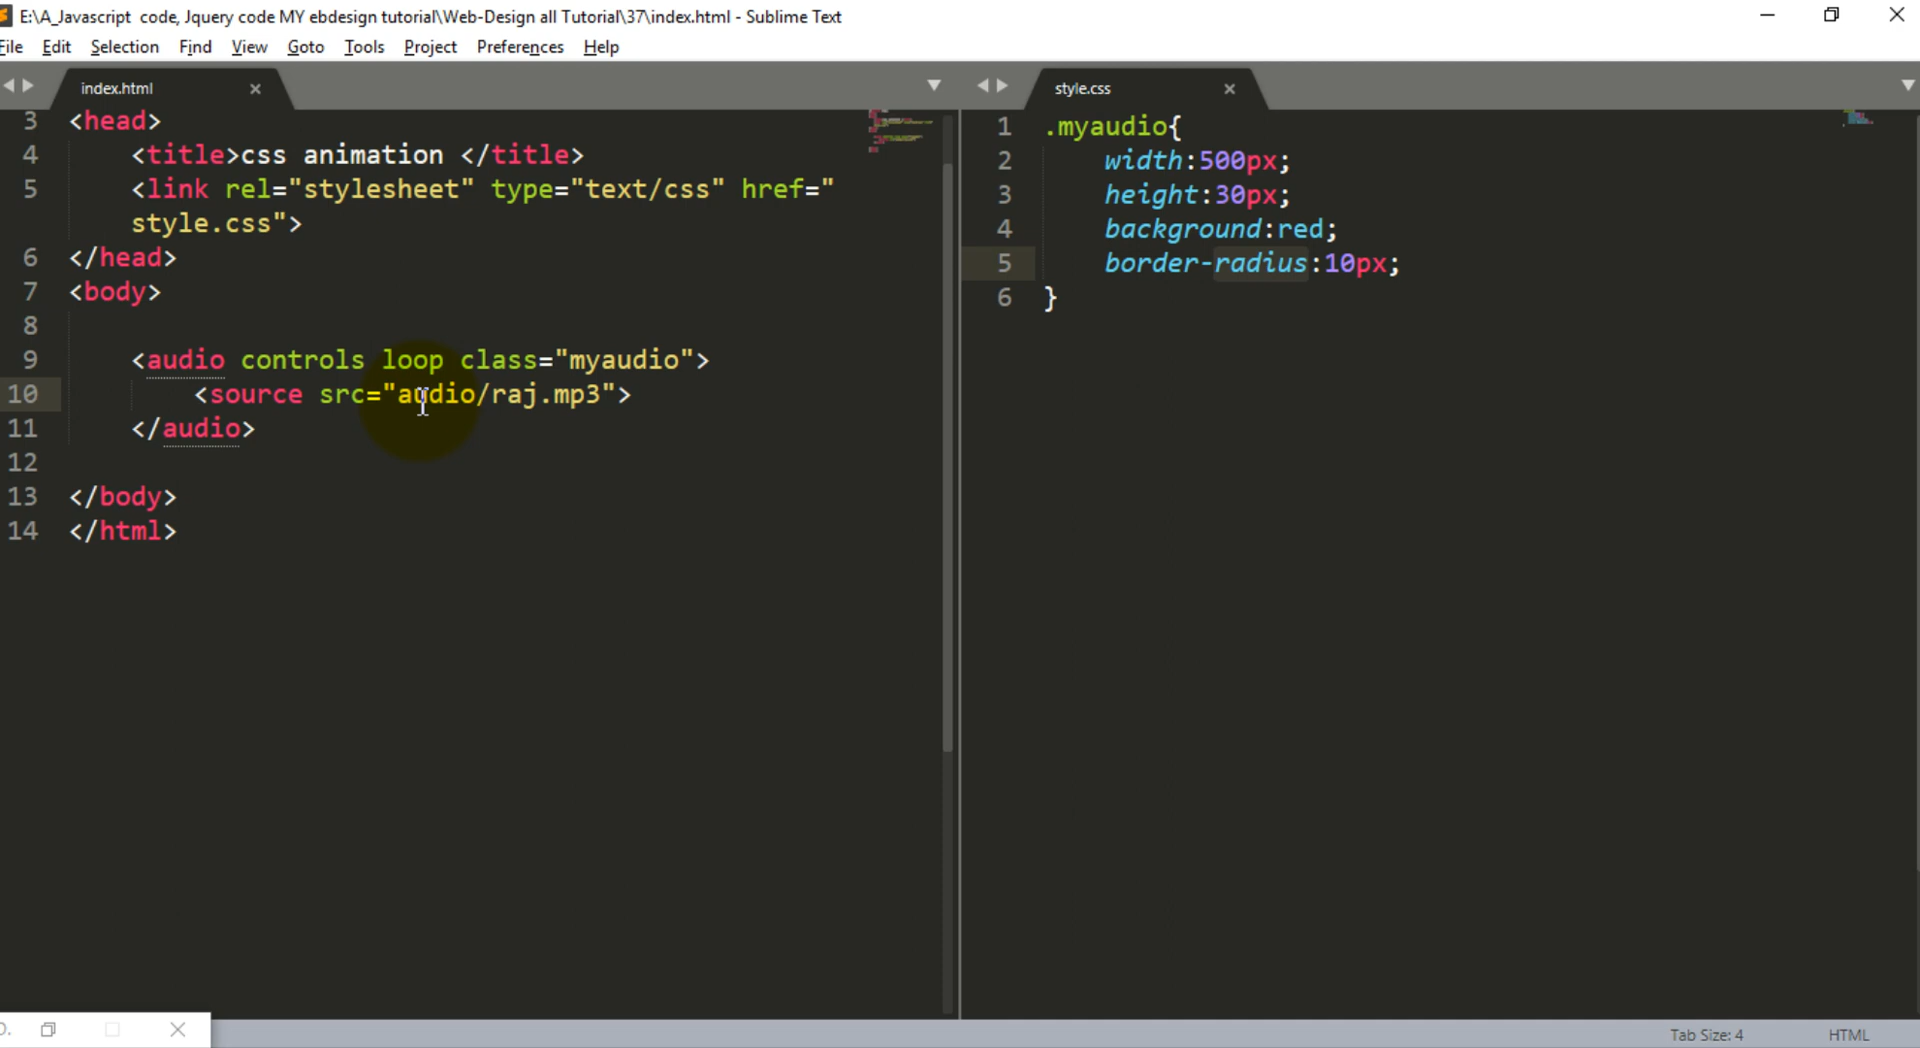 E:\A_Javascript code, Jquery code MY ebdesign tutorial\Web-Design all Tutorial\37\index.html - Sublime Text
File Edit Selection Find View Goto Tools Project Preferences Help
index.html
3 <head>
4 <title>css animation </title>
5 <link rel="stylesheet" type="text/css" href="
style.css">
6 </head>
7 <body>
8
9 <audio controls loop class="myaudio">
10 <source src="audio/raj.mp3">
11 </audio>
12
13 </body>
14 </html>
style.css
1 .myaudio{
2 width:500px;
3 height:30px;
4 background:red;
5 border-radius:10px;
6 }
Tab Size: 4 HTML